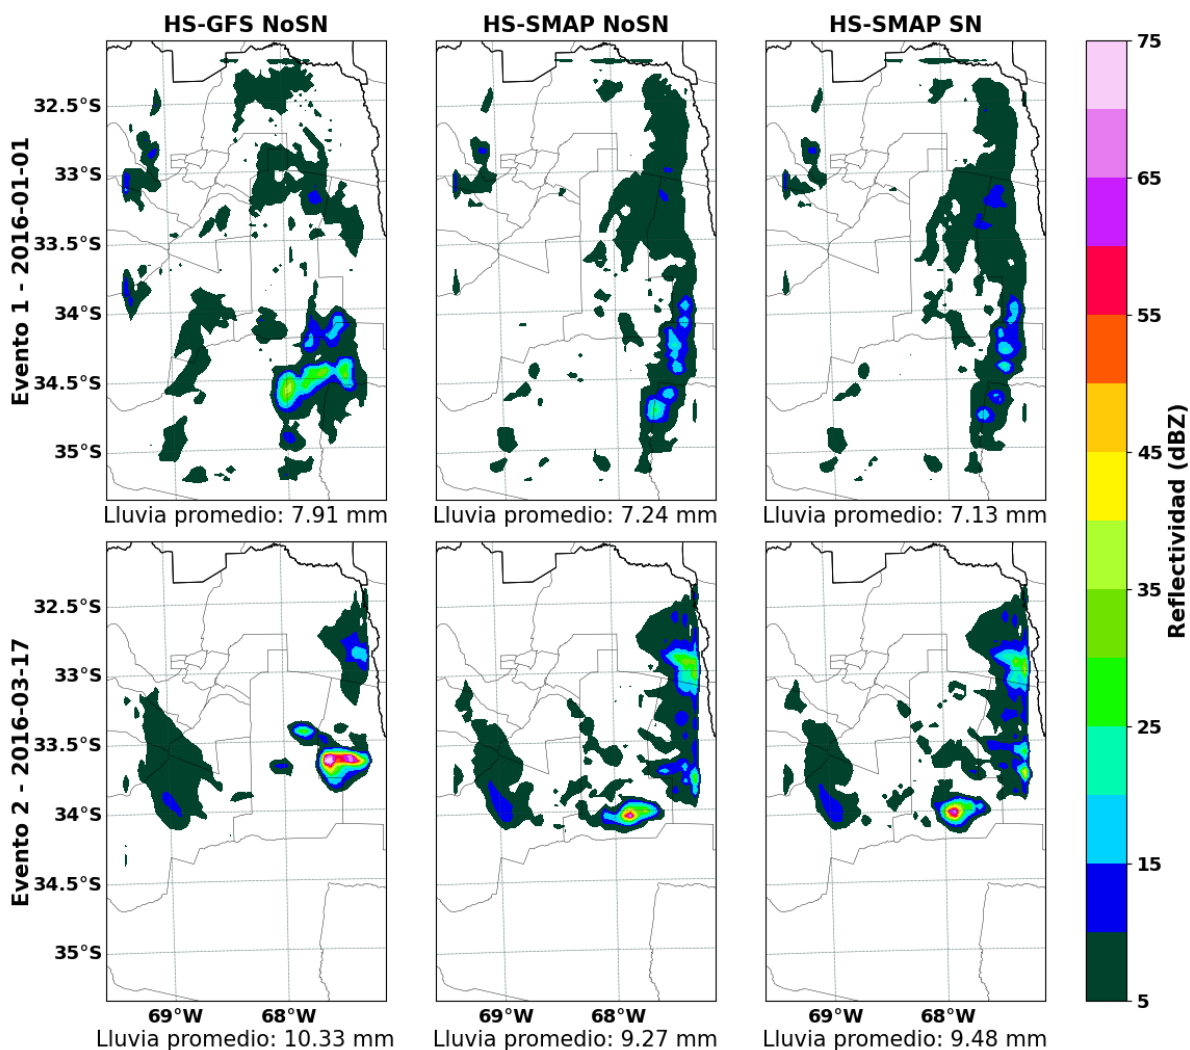 HS-GFS NoSN
HS-SMAP NoSN
HS-SMAP SN
75
65
55
45
35
25
15
5
Reflectividad (dBZ)
Evento 1 - 2016-01-01
32.5°S
33°S
33.5°S
34°S
34.5°S
35°S
Lluvia promedio: 7.91 mm
Lluvia promedio: 7.24 mm
Lluvia promedio: 7.13 mm
Evento 2 - 2016-03-17
32.5°S
33°S
33.5°S
34°S
34.5°S
35°S
69°W
68°W
69°W
68°W
69°W
68°W
Lluvia promedio: 10.33 mm
Lluvia promedio: 9.27 mm
Lluvia promedio: 9.48 mm